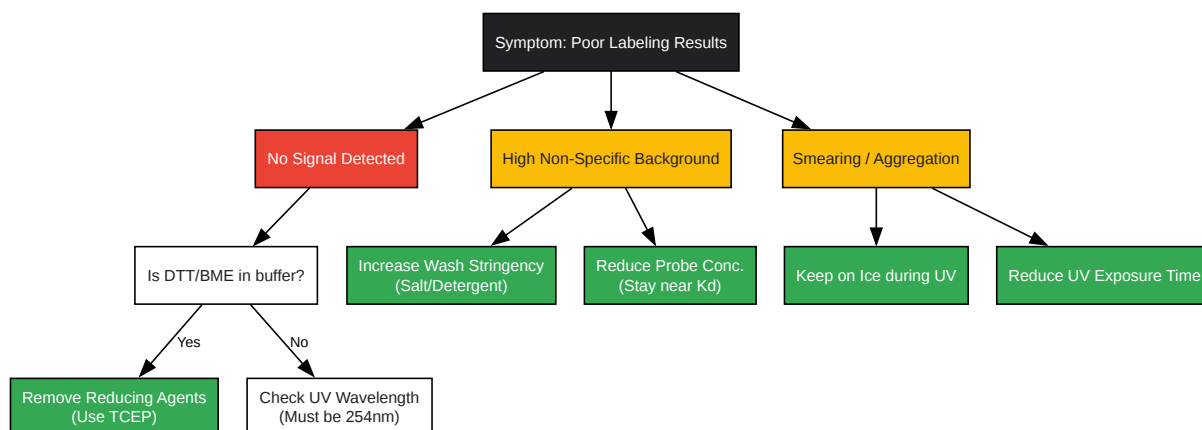 Symptom: Poor Labeling Results
No Signal Detected
High Non-Specific Background
Smearing / Aggregation
Is DTT/BME in buffer?
Increase Wash Stringency
(Salt/Detergent)
Reduce Probe Conc.
(Stay near Kd)
Keep on Ice during UV
Reduce UV Exposure Time
Yes
No
Remove Reducing Agents
(Use TCEP)
Check UV Wavelength
(Must be 254nm)